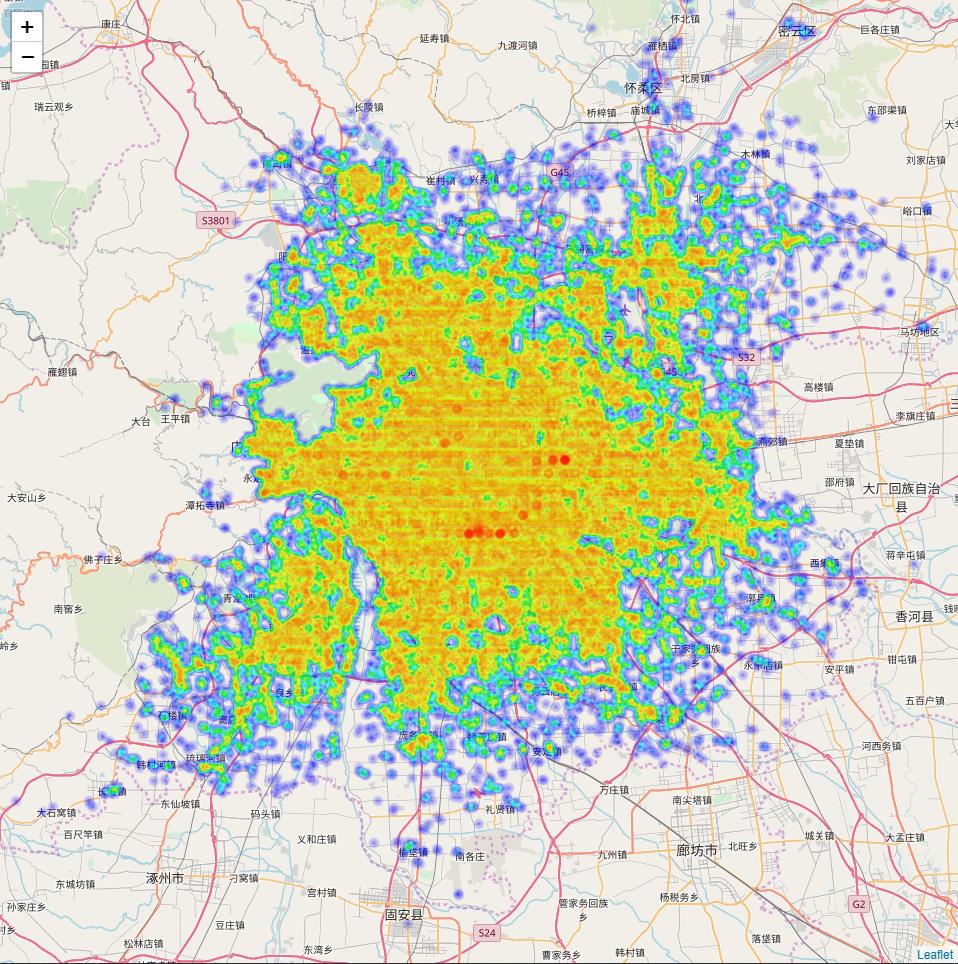 +
−
康庄
延寿镇
九渡河镇
怀北镇
雁栖镇
密云区
巨各庄镇
北房镇
怀柔区
瑞云观乡
长陵镇
桥梓镇
庙城镇
东邵渠镇
木林镇
刘家店镇
G45
崔村镇
峪口镇
S3801
马坊地区
S32
雁翅镇
高楼镇
李旗庄镇
大台
王平镇
燕郊镇
夏垫镇
邵府镇
大厂回族自治
县
大安山乡
潭拓寺镇
佛子庄乡
蒋辛屯镇
南窖乡
香河县
钳屯镇
永乐店镇
安平镇
五百户镇
河西务镇
琉璃河镇
韩村河镇
万庄镇
大石窝镇
东仙坡镇
码头镇
礼贤镇
南尖塔镇
百尺竿镇
义和庄镇
城关镇
大孟庄镇
榆垡镇
南各庄
九州镇
廊坊市
北旺乡
东城坊镇
涿州市
刁窝镇
宫村镇
杨税务乡
孙家庄乡
固安县
管家务回族
乡
G2
豆庄镇
S24
落垡镇
松林店镇
东湾乡
曹家务乡
韩村镇
Leaflet